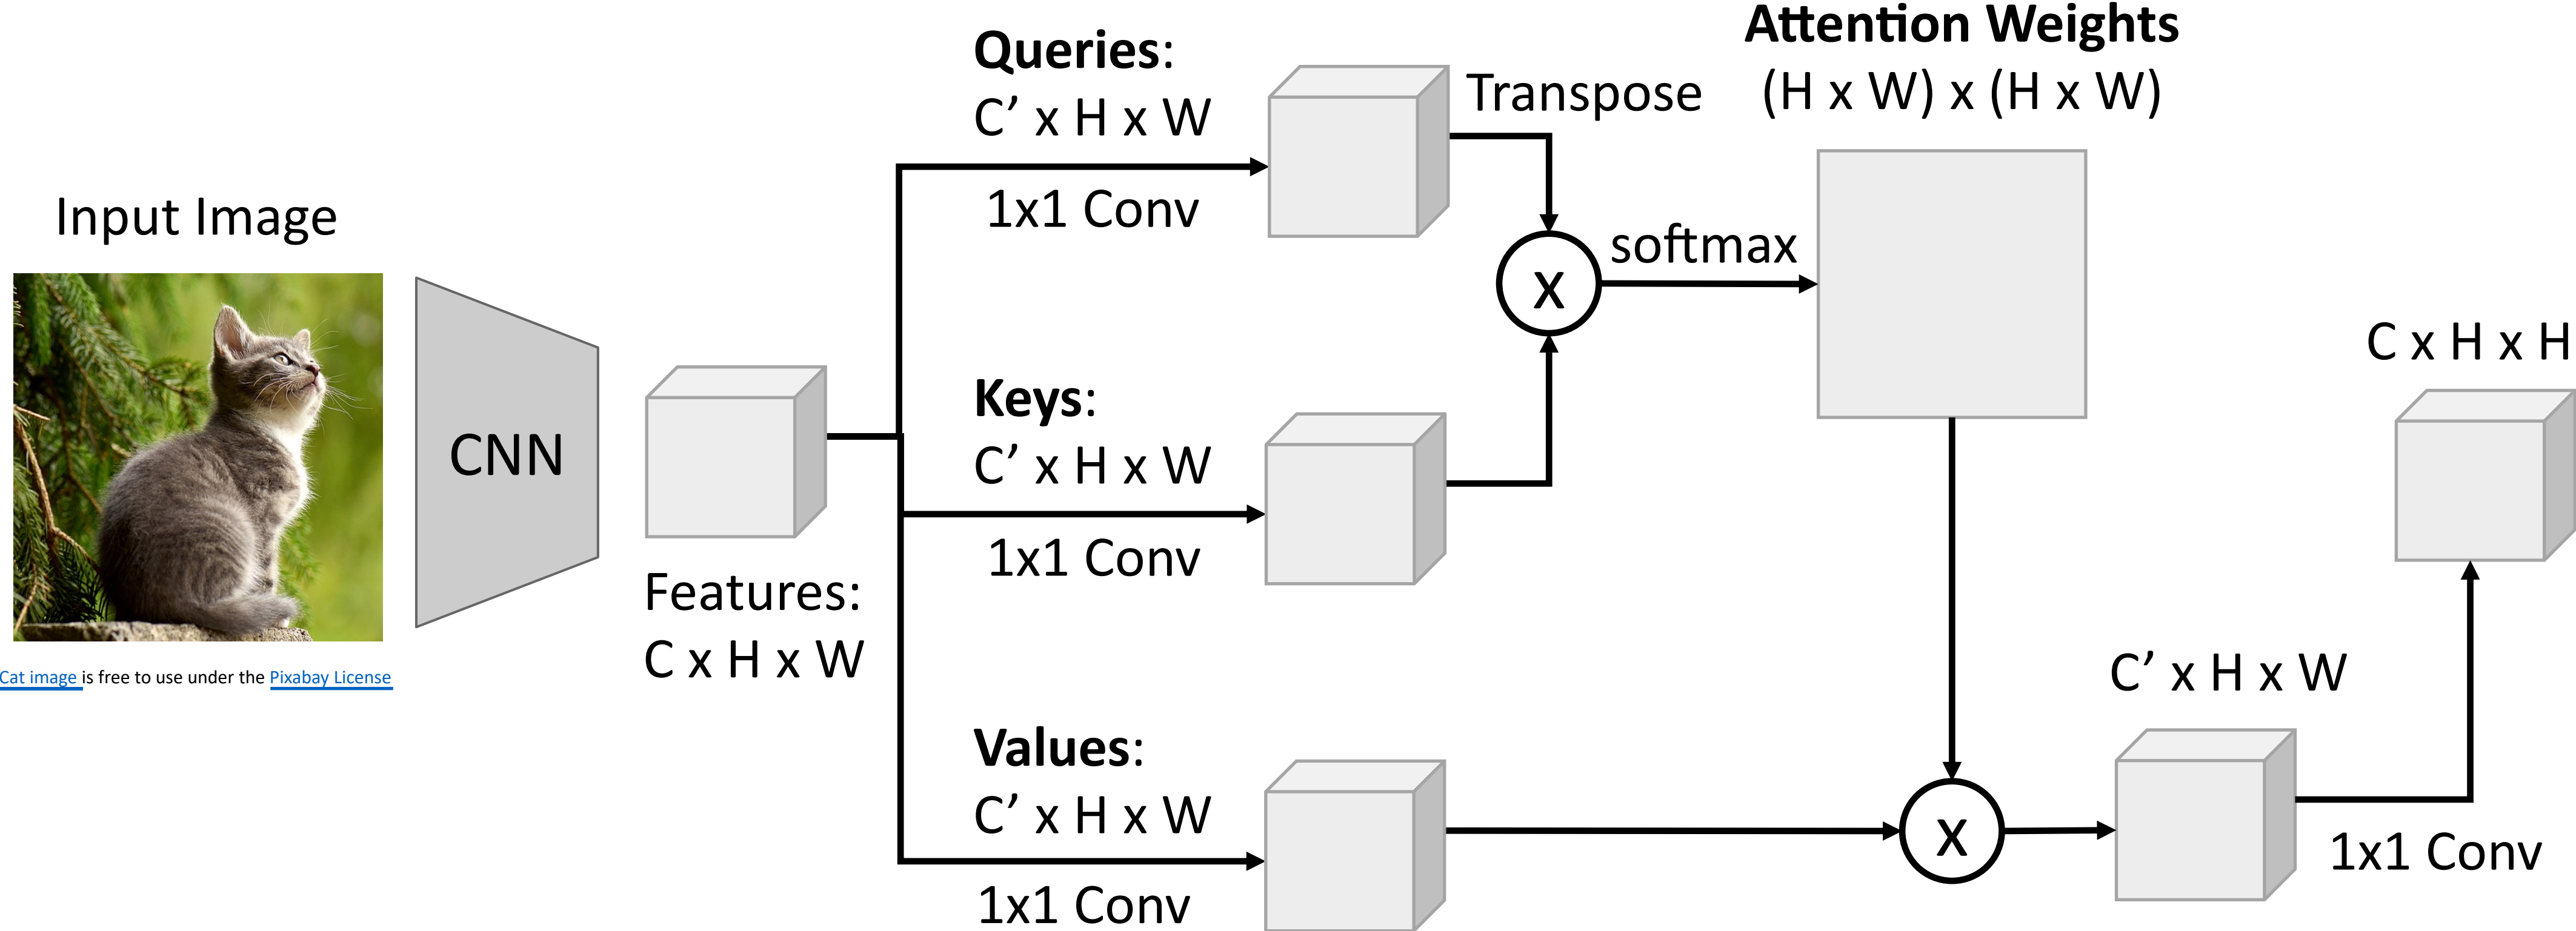 Input Image
Cat image is free to use under the Pixabay License
CNN
Features:
C x H x W
Queries:
C’ x H x W
1x1 Conv
Keys:
C’ x H x W
1x1 Conv
Values:
C’ x H x W
1x1 Conv
Transpose
x
softmax
Attention Weights
(H x W) x (H x W)
x
C’ x H x W
1x1 Conv
C x H x H